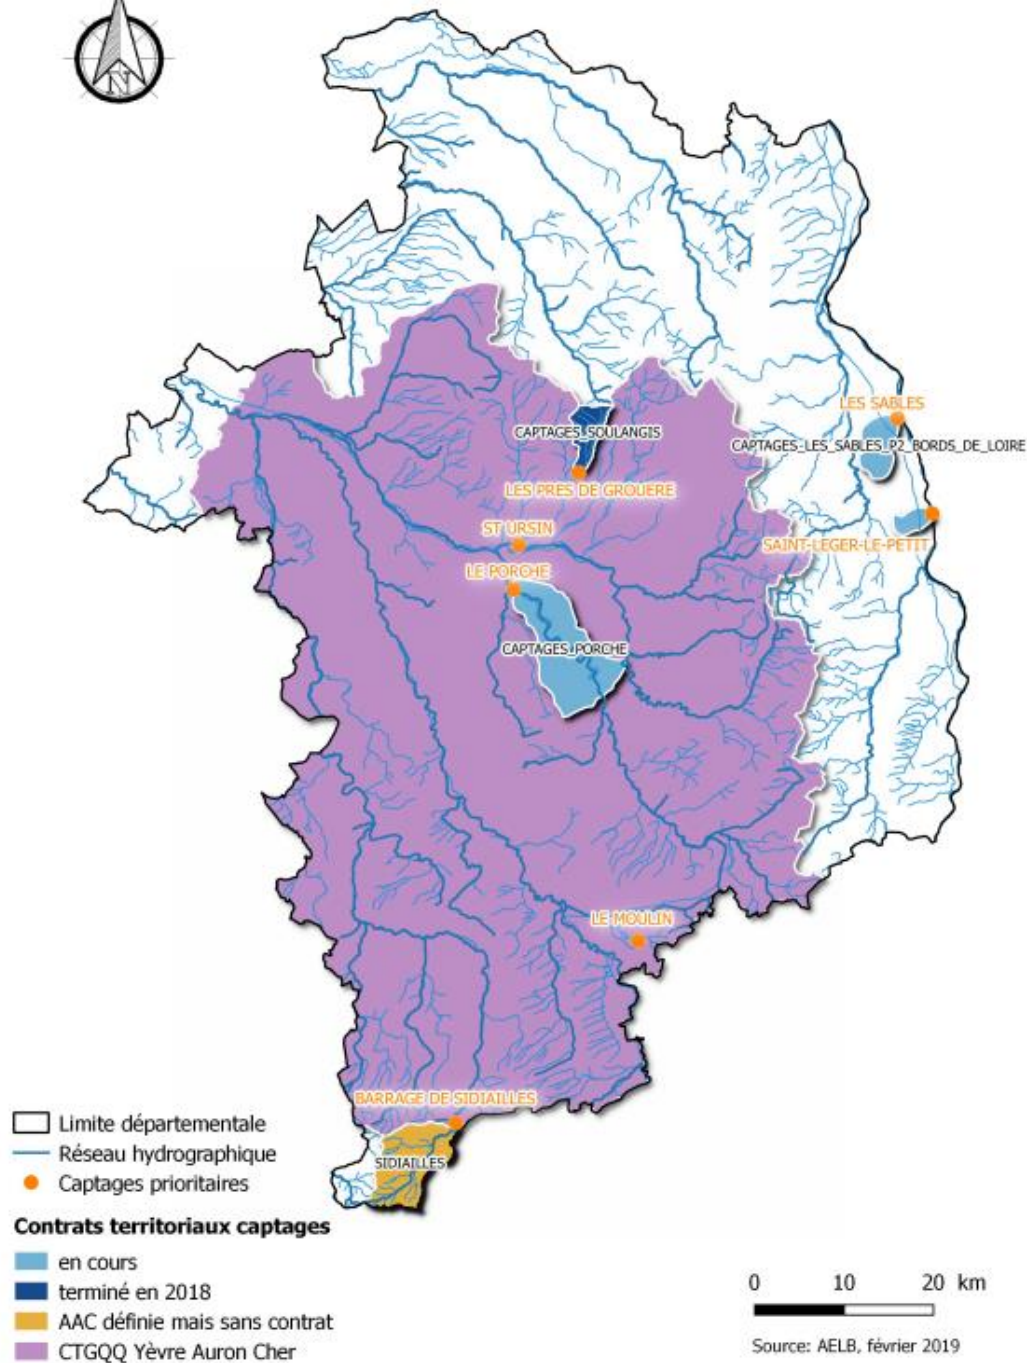 N
LES SABLES
CAPTAGES_SOULANGIS
CAPTAGES_LES_SABLES_P2_BORDS_DE_LOIRE
LES PRES DE GROUERE
ST URSIN
SAINT-LEGER-LE-PETIT
LE PORCHE
CAPTAGES_PORCHE
LE MOULIN
BARRAGE DE SIDIAILLES
SIDIAILLES
Limite départementale
Réseau hydrographique
Captages prioritaires
Contrats territoriaux captages
en cours
terminé en 2018
AAC définie mais sans contrat
CTGQQ Yèvre Auron Cher
0 10 20 km
Source: AELB, février 2019